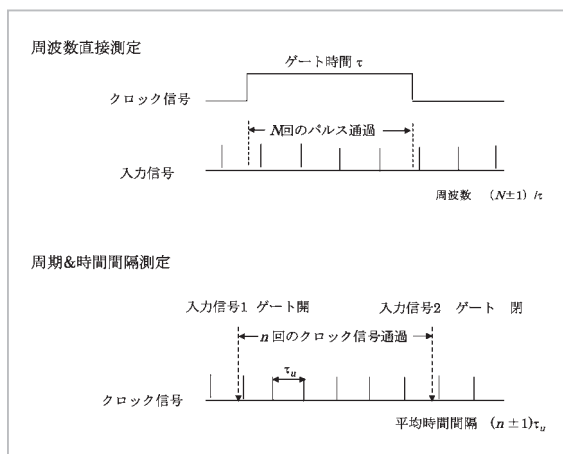 周波数直接測定
ゲート時間 τ
クロック信号
N回のパルス通過
入力信号
周波数 (N±1) /τ
周期&時間間隔測定
入力信号1 ゲート開 入力信号2 ゲート 閉
n 回のクロック信号通過
τu
クロック信号
平均時間間隔 (n ±1)τu